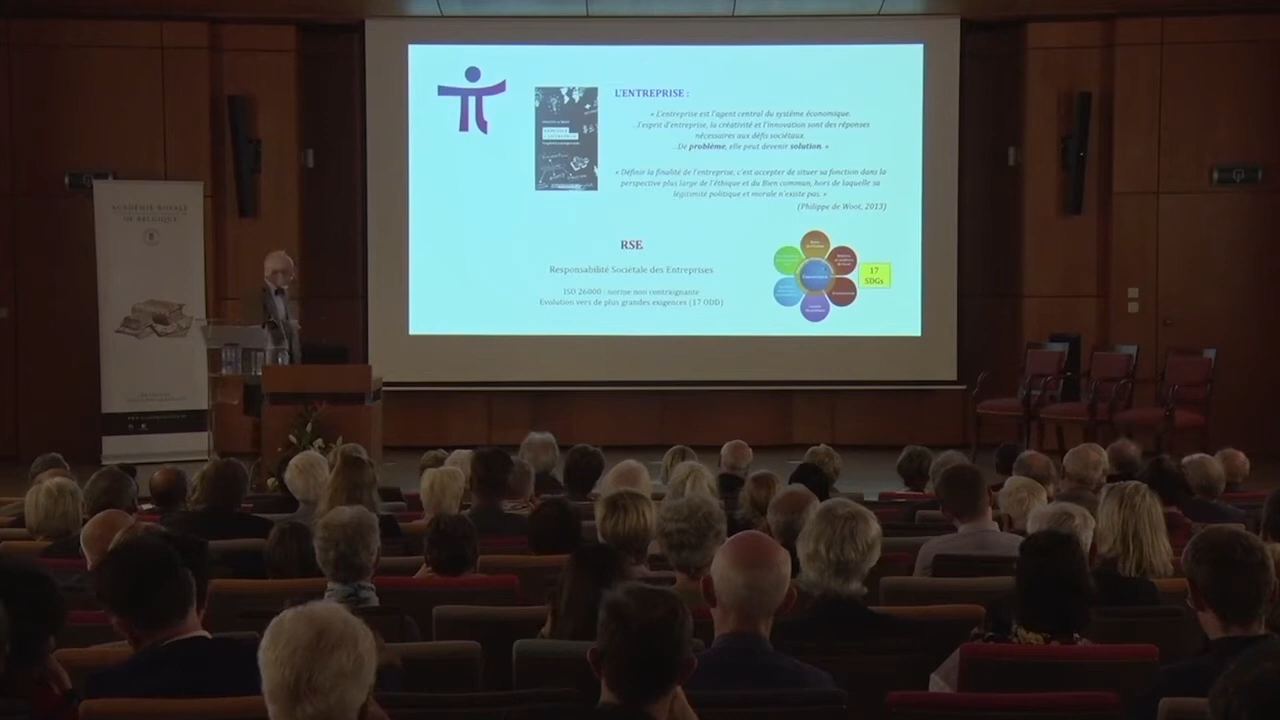 L'ENTREPRISE :
« L'entreprise est l'agent central du système économique.
...l'esprit d'entreprise, la créativité et l'innovation sont des réponses
nécessaires aux défis sociétaux.
...De problème, elle peut devenir solution. »
« Définir la finalité de l'entreprise, c'est accepter de situer sa fonction dans la
perspective plus large de l'éthique et du Bien commun, hors de laquelle sa
légitimité politique et morale n'existe pas. »
(Philippe de Woot, 2013)
RSE
Responsabilité Sociétale des Entreprises
ISO 26000 : norme non contraignante
Evolution vers de plus grandes exigences (17 ODD)
17
SDGs
ACADÉMIE ROYALE
DE BELGIQUE